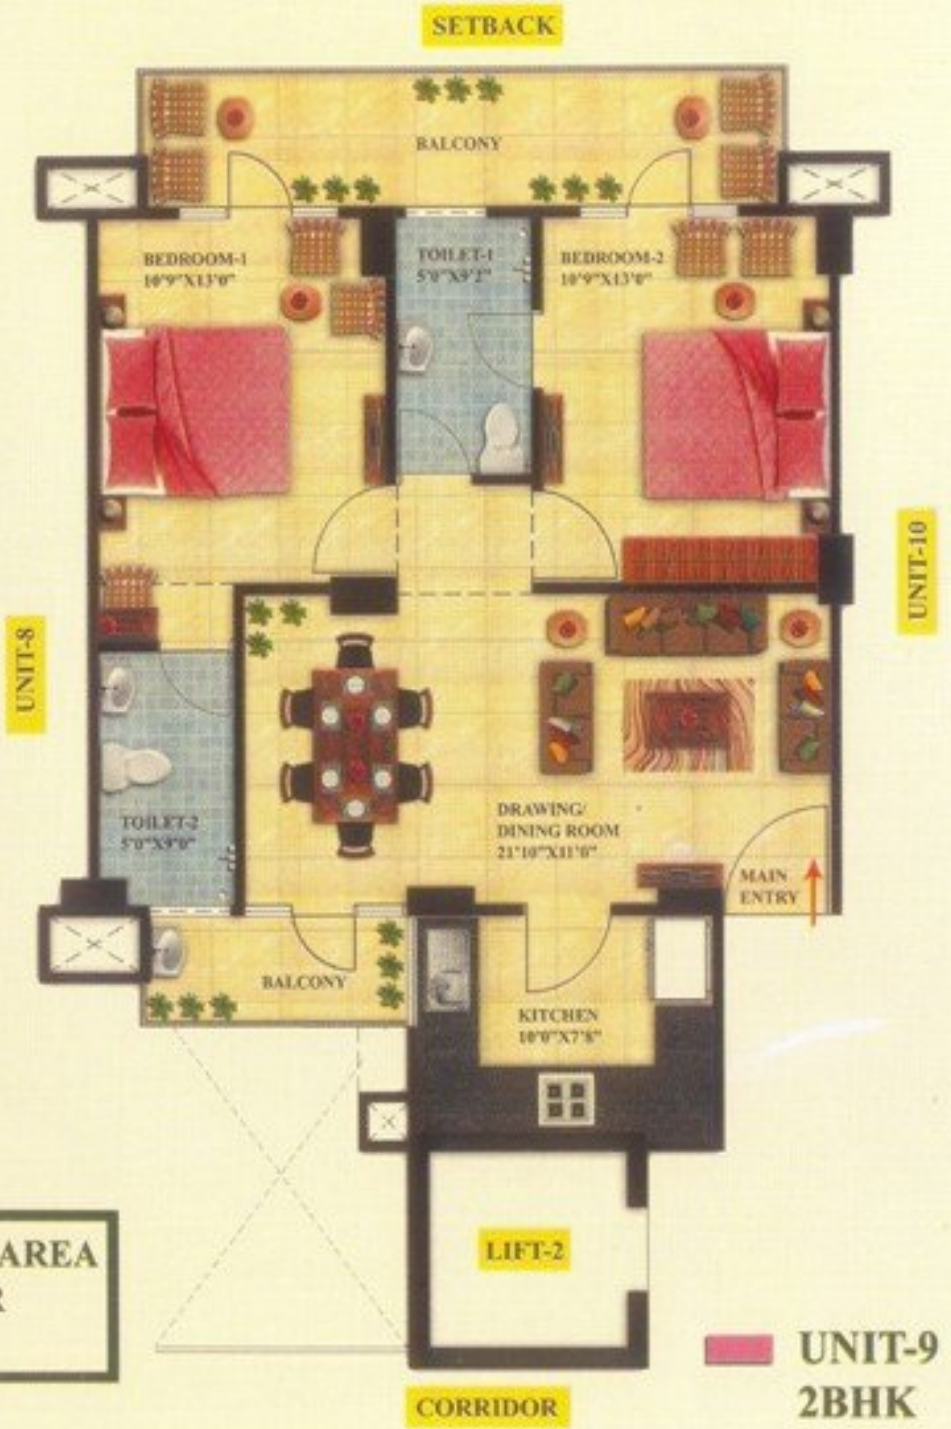 SETBACK
BALCONY
BEDROOM-1
10'9"X13'0"
TOILET-1
5'0"X9'2"
BEDROOM-2
10'9"X13'0"
UNIT-10
UNIT-8
TOILET-2
5'0"X9'0"
DRAWING/
DINING ROOM
21'10"X11'6"
MAIN
ENTRY
BALCONY
KITCHEN
10'0"X7'8"
AREA
LIFT-2
UNIT-9
2BHK
CORRIDOR